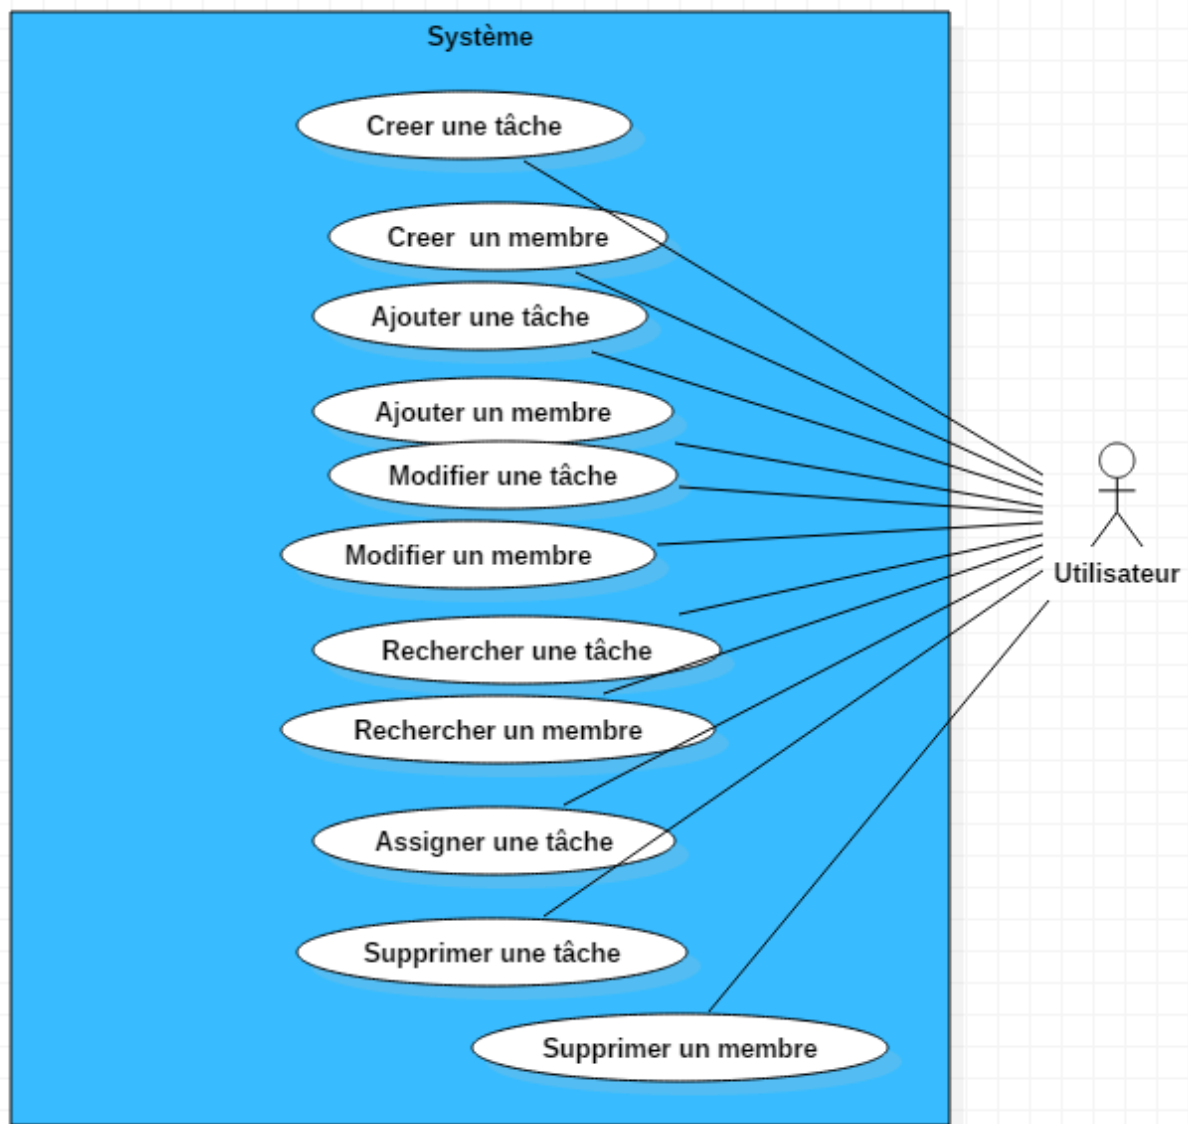 Système
Creer une tâche
Creer  un membre
Ajouter une tâche
Ajouter un membre
Modifier une tâche
Modifier un membre
Utilisateur
Rechercher une tâche
Rechercher un membre
Assigner une tâche
Supprimer une tâche
Supprimer un membre